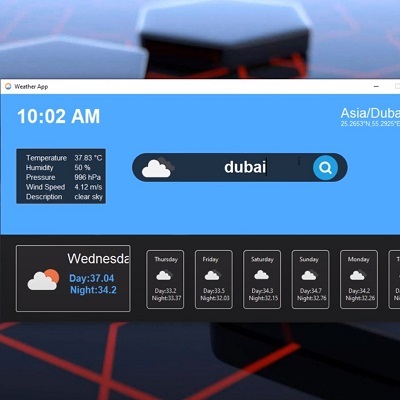 Weather App
10:02 AM
Asia/Duba
25.2653°N,55.2925°E
Temperature 37.83 °C
Humidity 50 %
Pressure 996 hPa
Wind Speed 4.12 m/s
Description clear sky
dubai
Wednesda
Day:37.04
Night:34.2
Thursday
Day:33.2
Night:33.37
Friday
Day:33.5
Night:32.03
Saturday
Day:34.3
Night:32.15
Sunday
Day:34.7
Night:32.76
Monday
Day:34.2
Night:32.26